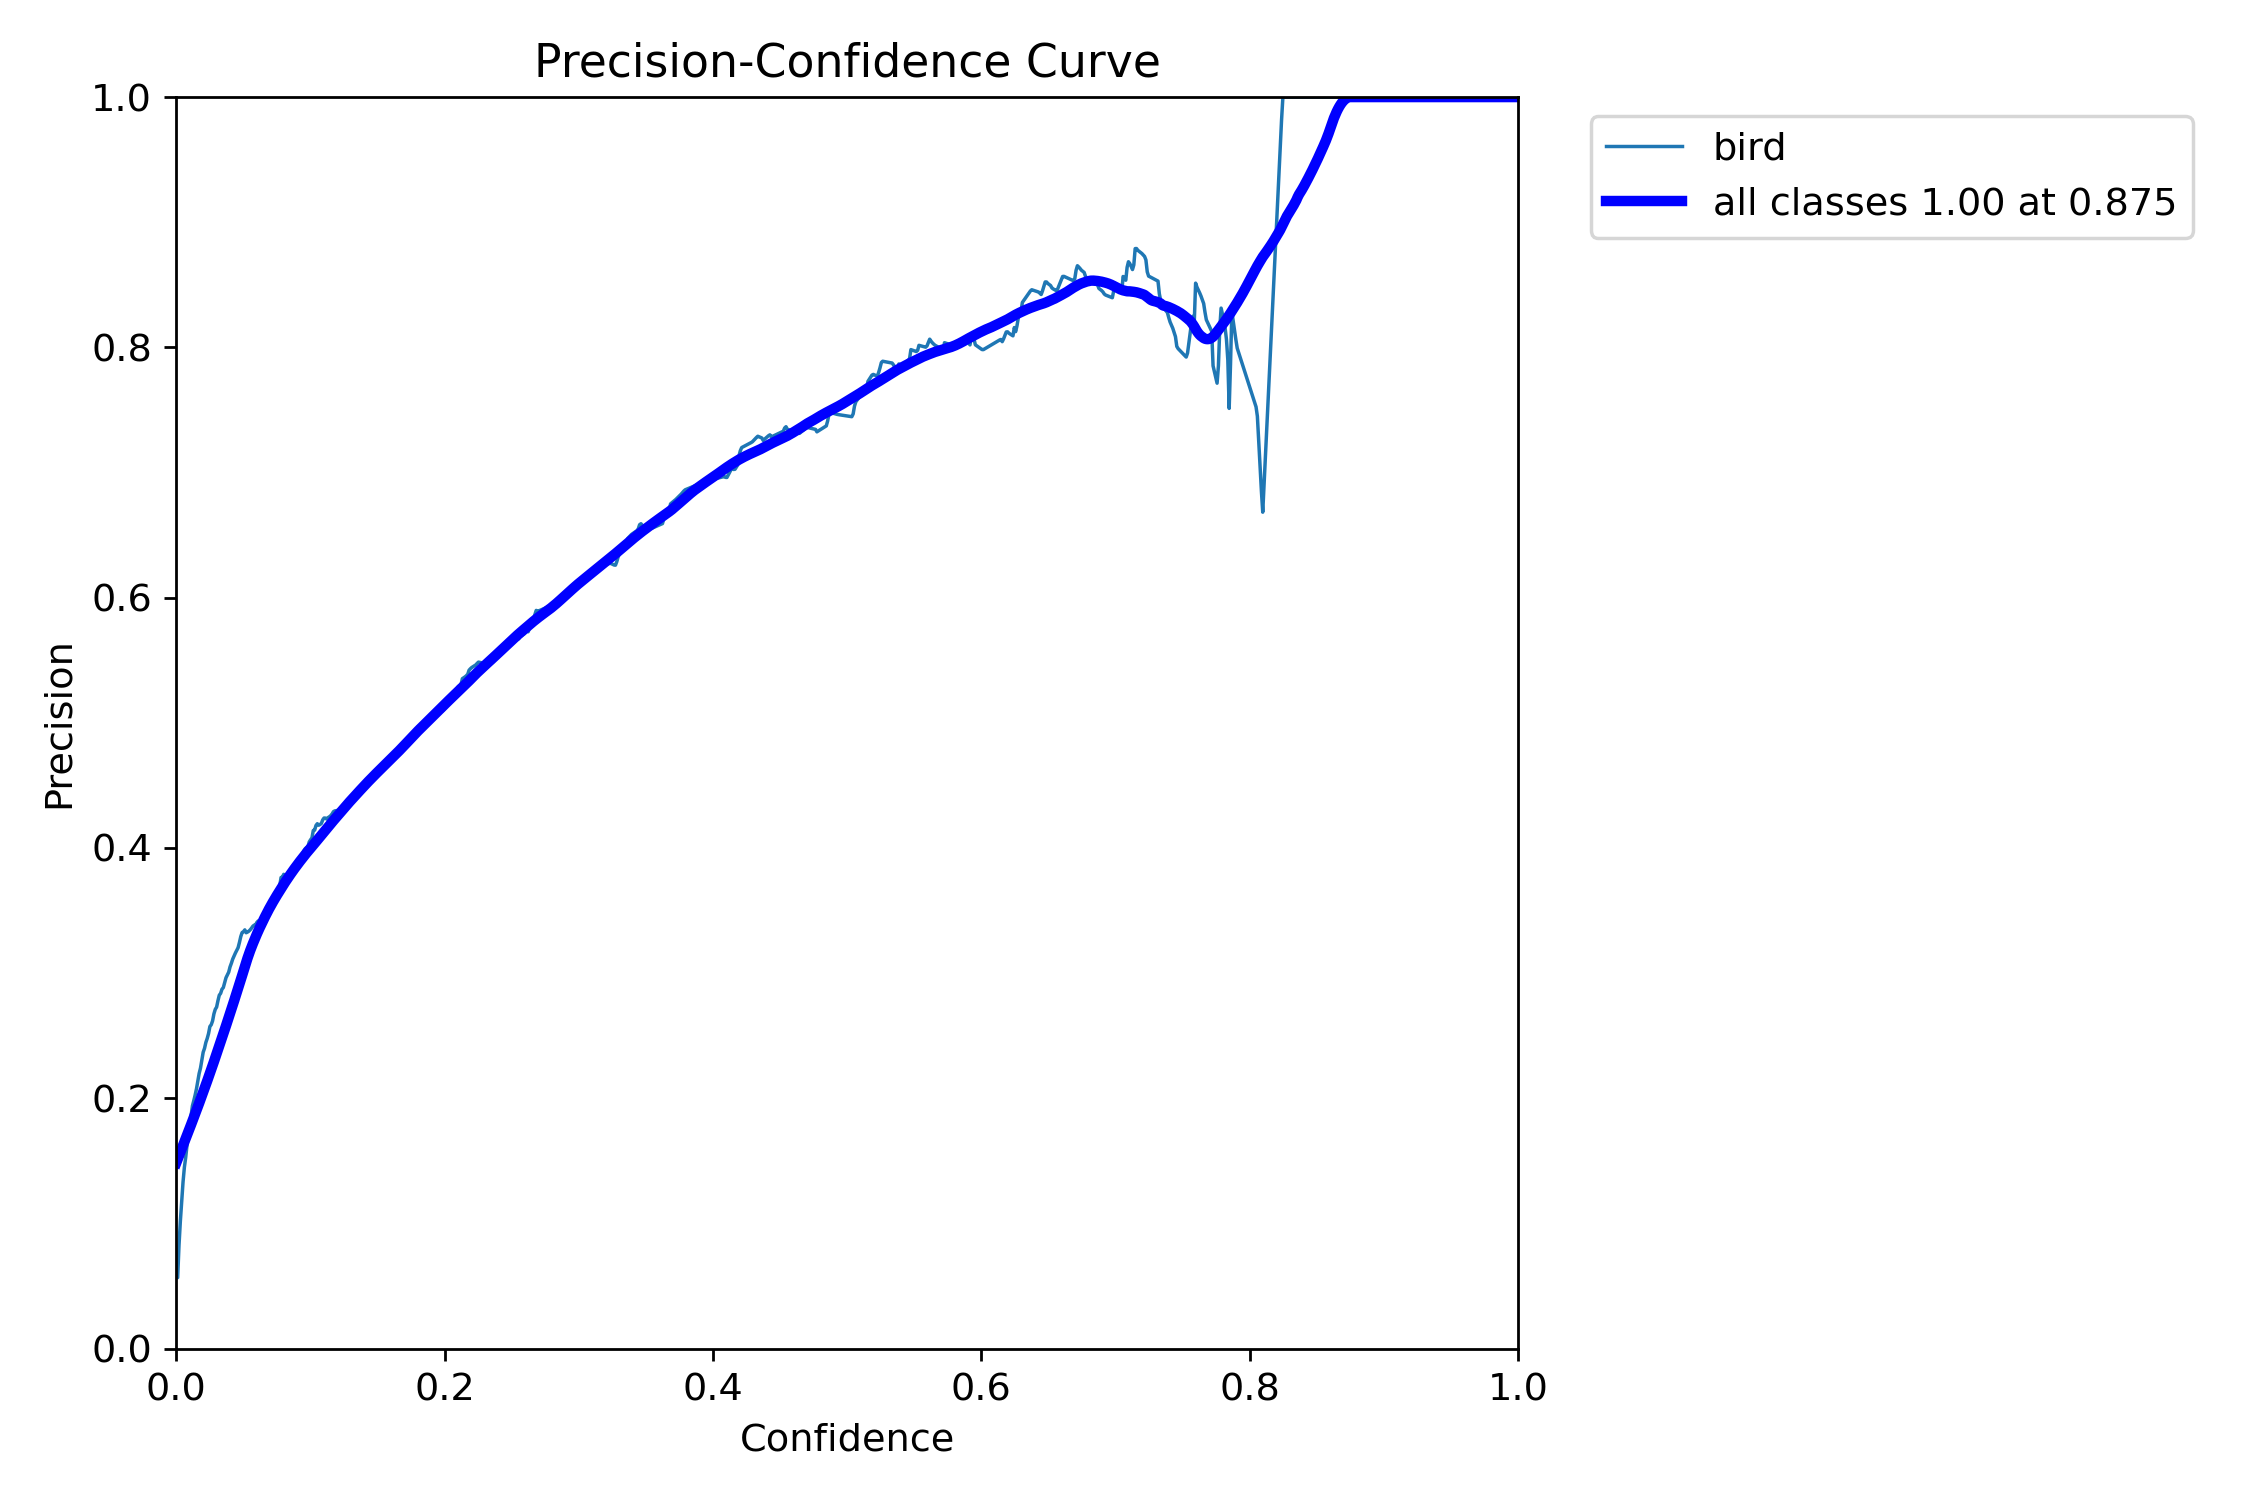 Precision-Confidence Curve
bird
all classes 1.00 at 0.875
1.0
0.8
0.6
0.4
0.2
0.0
Precision
0.0 0.2 0.4 0.6 0.8 1.0
Confidence